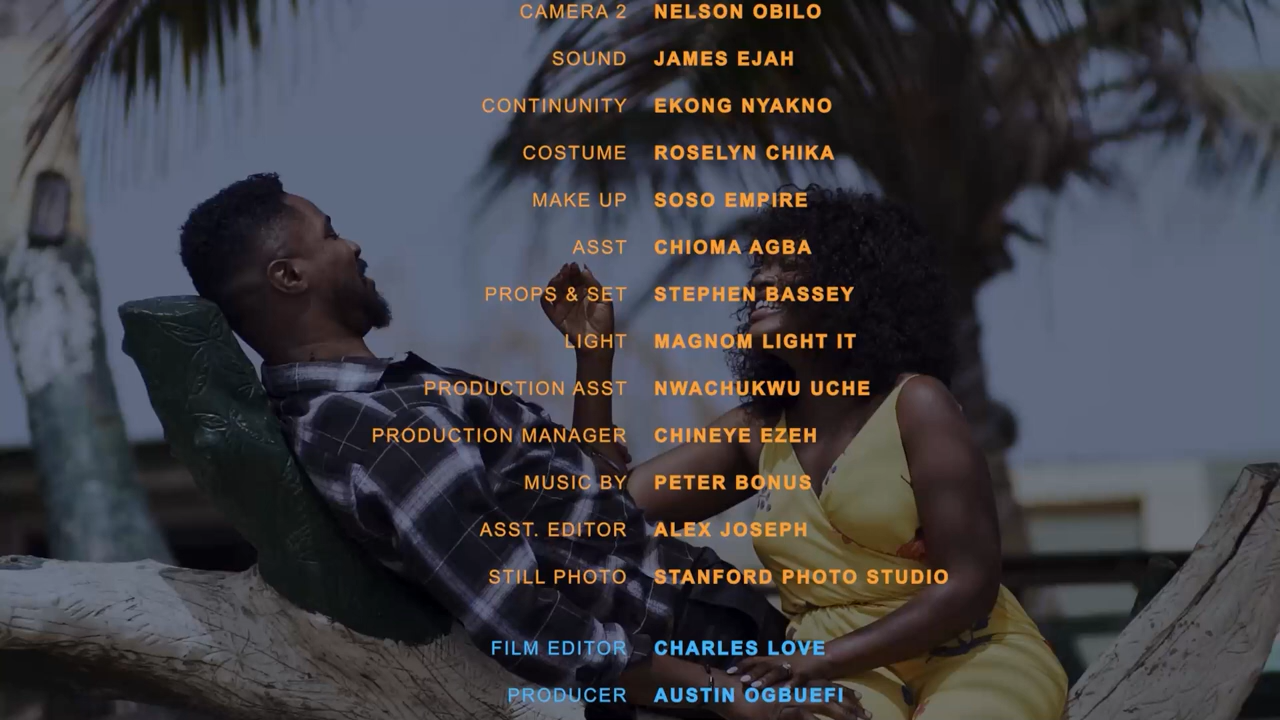 CAMERA 2 NELSON OBILO
SOUND JAMES EJAH
CONTINUNITY EKONG NYAKNO
COSTUME ROSELYN CHIKA
MAKE UP SOSO EMPIRE
ASST CHIOMA AGBA
PROPS & SET STEPHEN BASSEY
LIGHT MAGNOM LIGHT IT
PRODUCTION ASST NWACHUKWU UCHE
PRODUCTION MANAGER CHINEYE EZEH
MUSIC BY PETER BONUS
ASST. EDITOR ALEX JOSEPH
STILL PHOTO STANFORD PHOTO STUDIO
FILM EDITOR CHARLES LOVE
PRODUCER AUSTIN OGBUEFI